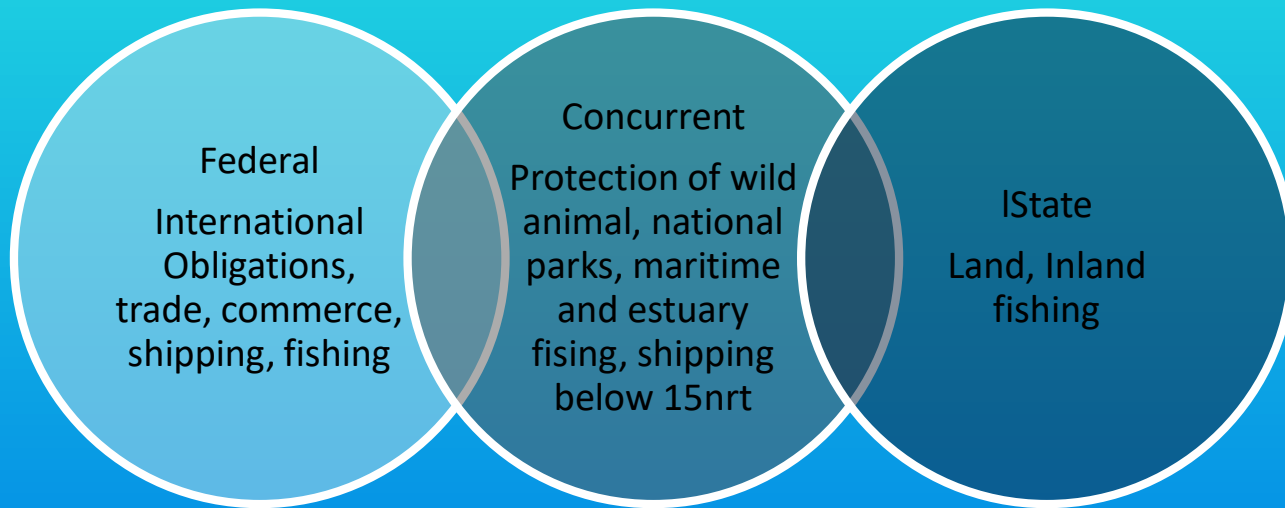 Federal
International
Obligations,
trade, commerce,
shipping, fishing
Concurrent
Protection of wild
animal, national
parks, maritime
and estuary
fising, shipping
below 15nrt
lState
Land, Inland
fishing